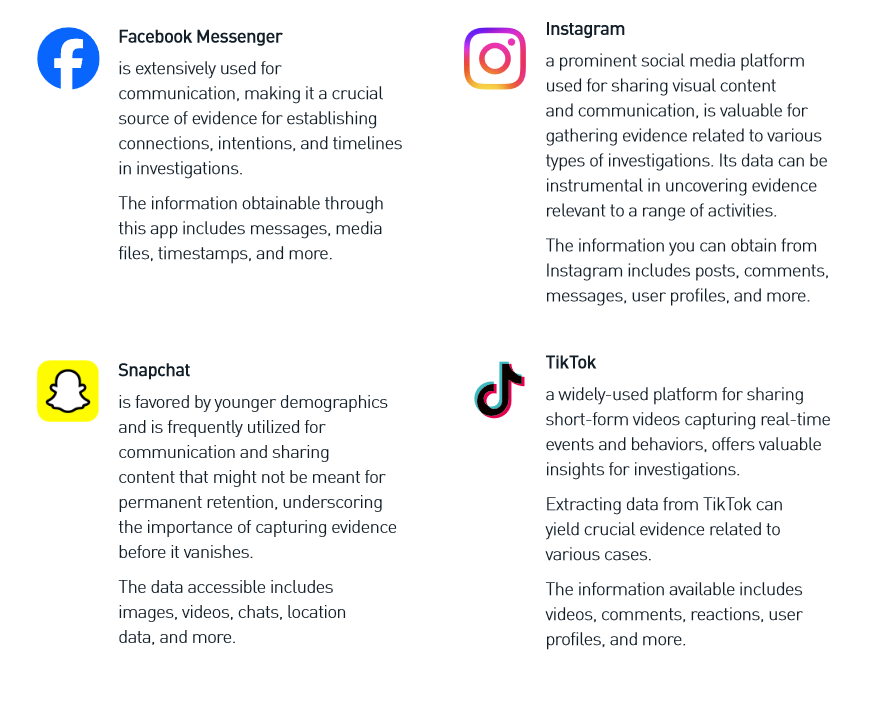 Facebook Messenger
is extensively used for
communication, making it a crucial
source of evidence for establishing
connections, intentions, and timelines
in investigations.
The information obtainable through
this app includes messages, media
files, timestamps, and more.
Instagram
a prominent social media platform
used for sharing visual content
and communication, is valuable for
gathering evidence related to various
types of investigations. Its data can be
instrumental in uncovering evidence
relevant to a range of activities.
The information you can obtain from
Instagram includes posts, comments,
messages, user profiles, and more.
Snapchat
is favored by younger demographics
and is frequently utilized for
communication and sharing
content that might not be meant for
permanent retention, underscoring
the importance of capturing evidence
before it vanishes.
The data accessible includes
images, videos, chats, location
data, and more.
TikTok
a widely-used platform for sharing
short-form videos capturing real-time
events and behaviors, offers valuable
insights for investigations.
Extracting data from TikTok can
yield crucial evidence related to
various cases.
The information available includes
videos, comments, reactions, user
profiles, and more.